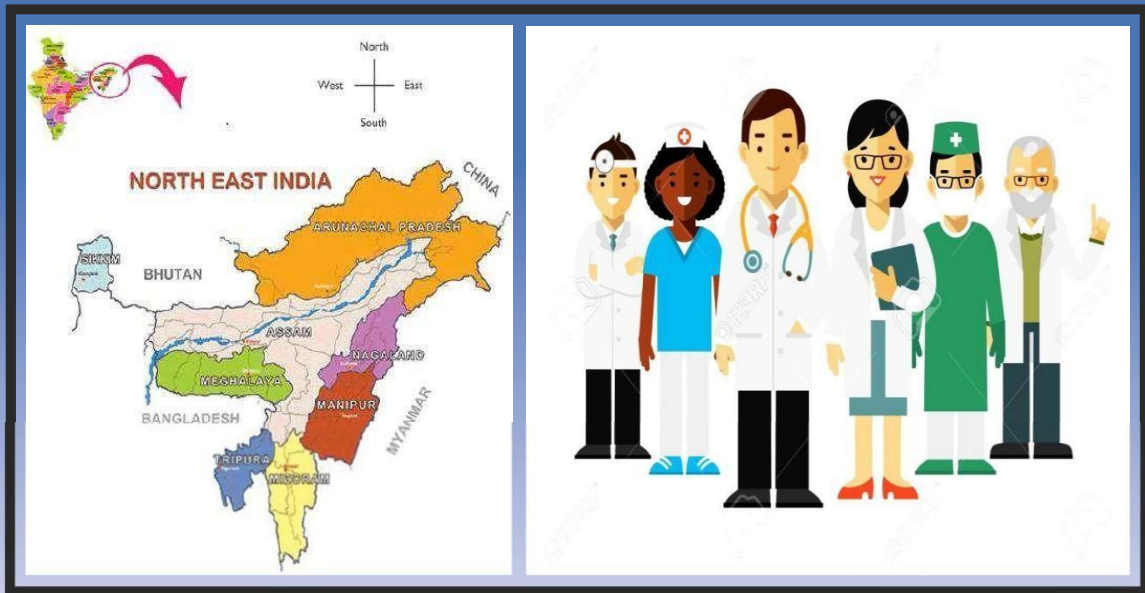 North
West East
South
NORTH EAST INDIA
CHINA
ARUNACHAL PRADESH
SIKKIM
BHUTAN
ASSAM
NAGALAND
MEGHALAYA
MANIPUR
BANGLADESH
MYANMAR
TRIPURA
MIZORAM
123RF